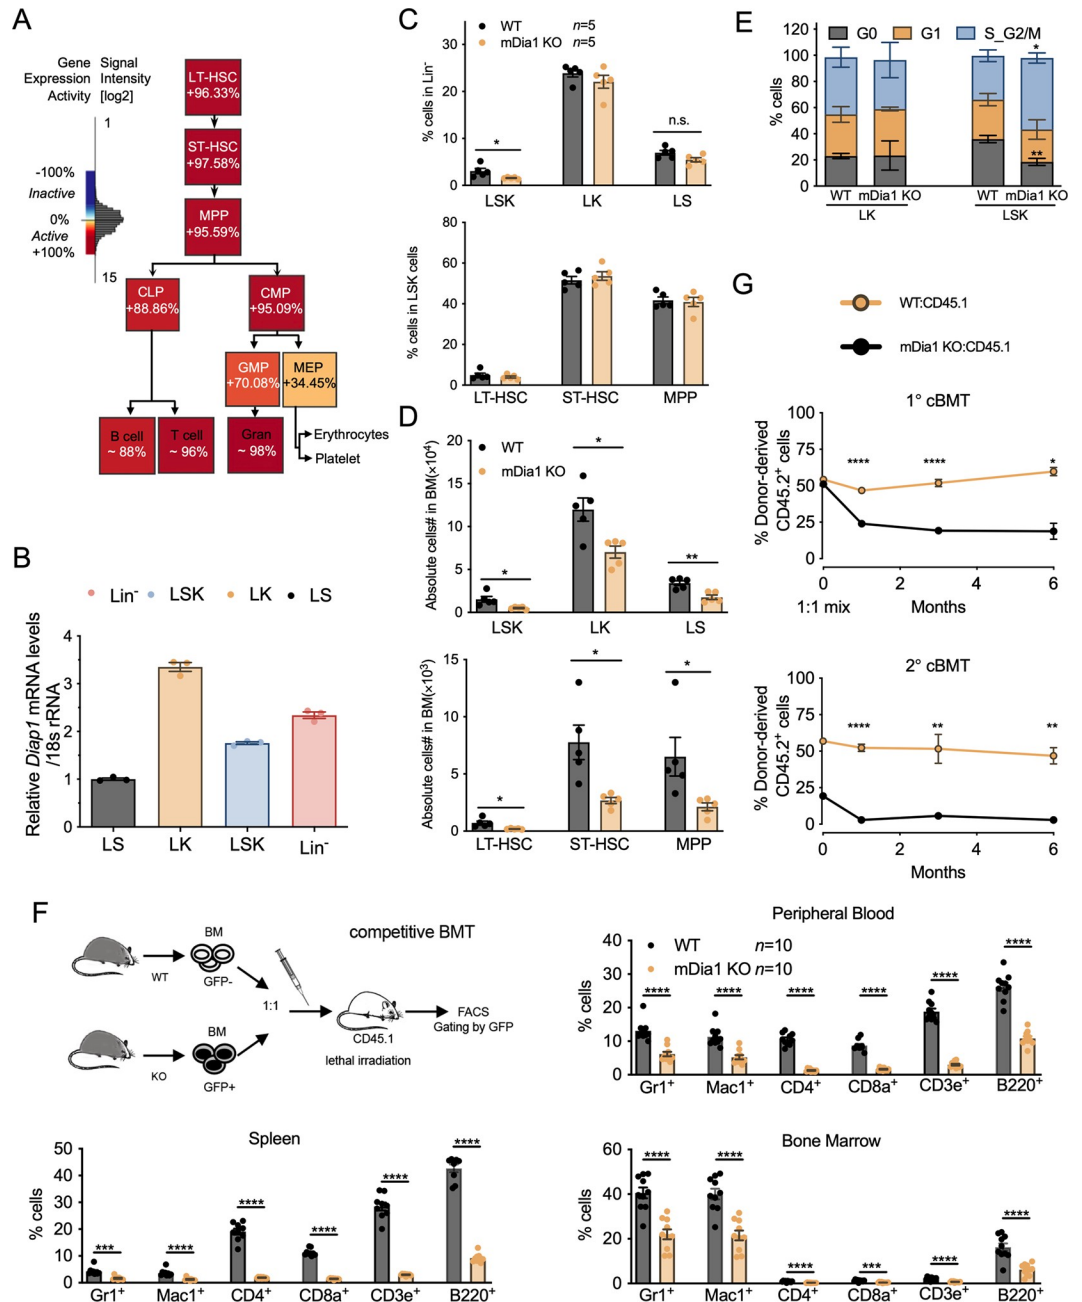 A
Gene
Expression
Activity
Signal
Intensity
[log2]
1
-100%
Inactive
0%
Active
+100%
15
LT-HSC
+96.33%
ST-HSC
+97.58%
MPP
+95.59%
CLP
+88.86%
CMP
+95.09%
GMP
+70.08%
MEP
+34.45%
B cell
~ 88%
T cell
~ 96%
Gran
~ 98%
Erythrocytes
Platelet
B
Lin⁻ LSK LK LS
Relative Diap1 mRNA levels
/18s rRNA
4
3
2
1
0
LS LK LSK Lin⁻
C
WT n=5
mDia1 KO n=5
% cells in Lin⁻
30
20
10
0
* n.s.
LSK LK LS
% cells in LSK cells
80
60
40
20
0
LT-HSC ST-HSC MPP
D
WT
mDia1 KO
Absolute cells# in BM(×10⁴)
20
15
10
5
0
* * **
LSK LK LS
Absolute cells# in BM(×10³)
15
10
5
0
* * *
LT-HSC ST-HSC MPP
E
G0 G1 S_G2/M
% cells
120
100
80
60
40
20
0
*
**
WT mDia1 KO WT mDia1 KO
LK LSK
G
WT:CD45.1
mDia1 KO:CD45.1
1° cBMT
% Donor-derived
CD45.2⁺ cells
100
75
50
25
0
**** **** *
0 2 4 6
1:1 mix Months
2° cBMT
% Donor-derived
CD45.2⁺ cells
100
75
50
25
0
**** ** **
0 2 4 6
Months
F
competitive BMT
BM
WT
GFP-
BM
KO
GFP+
1:1
CD45.1
lethal irradiation
FACS
Gating by GFP
Peripheral Blood
WT n=10
mDia1 KO n=10
% cells
40
30
20
10
0
**** **** **** **** **** ****
Gr1⁺ Mac1⁺ CD4⁺ CD8a⁺ CD3e⁺ B220⁺
Spleen
% cells
50
40
30
20
10
0
*** **** **** **** **** ****
Gr1⁺ Mac1⁺ CD4⁺ CD8a⁺ CD3e⁺ B220⁺
Bone Marrow
% cells
60
40
20
0
**** **** **** *** **** ****
Gr1⁺ Mac1⁺ CD4⁺ CD8a⁺ CD3e⁺ B220⁺